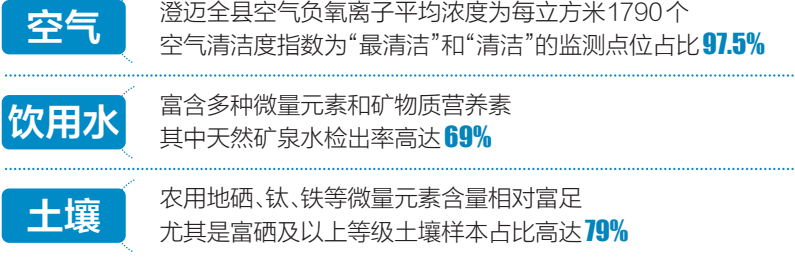 空气
澄迈全县空气负氧离子平均浓度为每立方米1790个
空气清洁度指数为“最清洁”和“清洁”的监测点位占比97.5%
饮用水
富含多种微量元素和矿物质营养素
其中天然矿泉水检出率高达69%
土壤
农用地硒、钛、铁等微量元素含量相对富足
尤其是富硒及以上等级土壤样本占比高达79%